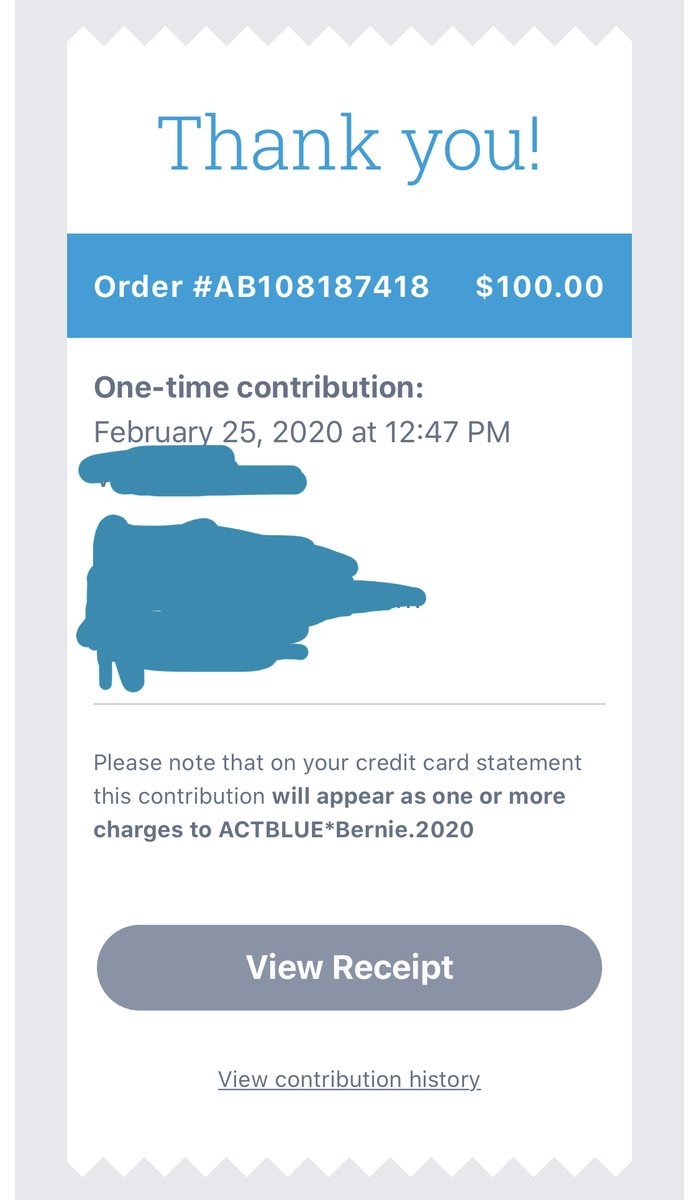 Thank you!
Order #AB108187418 $100.00
One-time contribution:
February 25, 2020 at 12:47 PM
Please note that on your credit card statement
this contribution will appear as one or more
charges to ACTBLUE*Bernie.2020
View Receipt
View contribution history